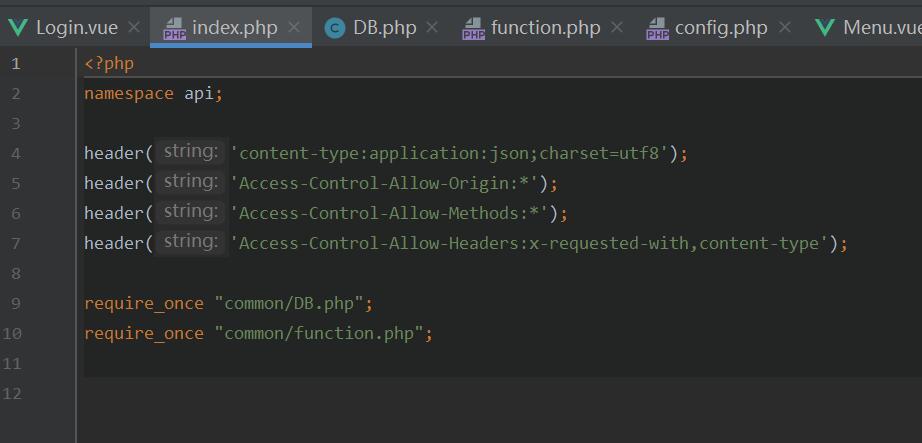 Login.vue index.php DB.php function.php config.php Menu.vue
1 <?php
2 namespace api;
3
4 header( string: 'content-type:application:json;charset=utf8');
5 header( string: 'Access-Control-Allow-Origin:*');
6 header( string: 'Access-Control-Allow-Methods:*');
7 header( string: 'Access-Control-Allow-Headers:x-requested-with,content-type');
8
9 require_once "common/DB.php";
10 require_once "common/function.php";
11
12